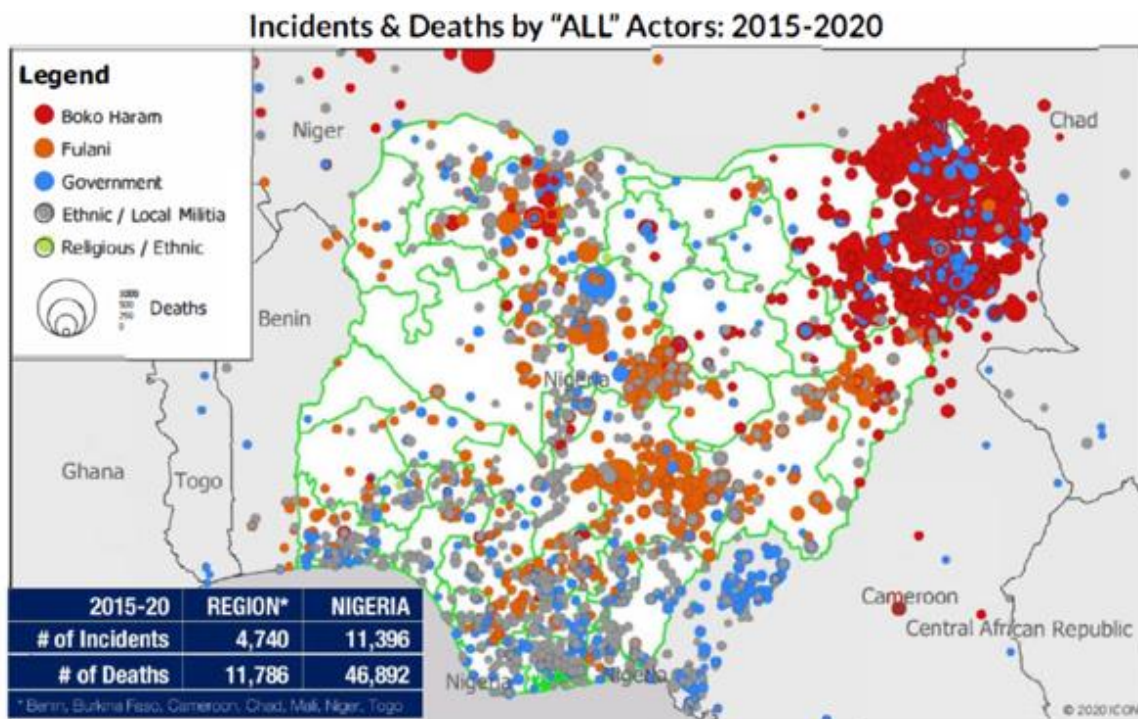 Incidents & Deaths by “ALL” Actors: 2015-2020
Legend
Boko Haram
Fulani
Government
Ethnic / Local Militia
Religious / Ethnic
Deaths
500
0
Niger
Chad
Benin
Nigeria
Ghana
Togo
Cameroon
Central African Republic
Nigeria
Nigeria
2015-20 REGION* NIGERIA
# of Incidents 4,740 11,396
# of Deaths 11,786 46,892
* Benin, Burkina Faso, Cameroon, Chad, Mali, Niger, Togo
© 2020 ICON